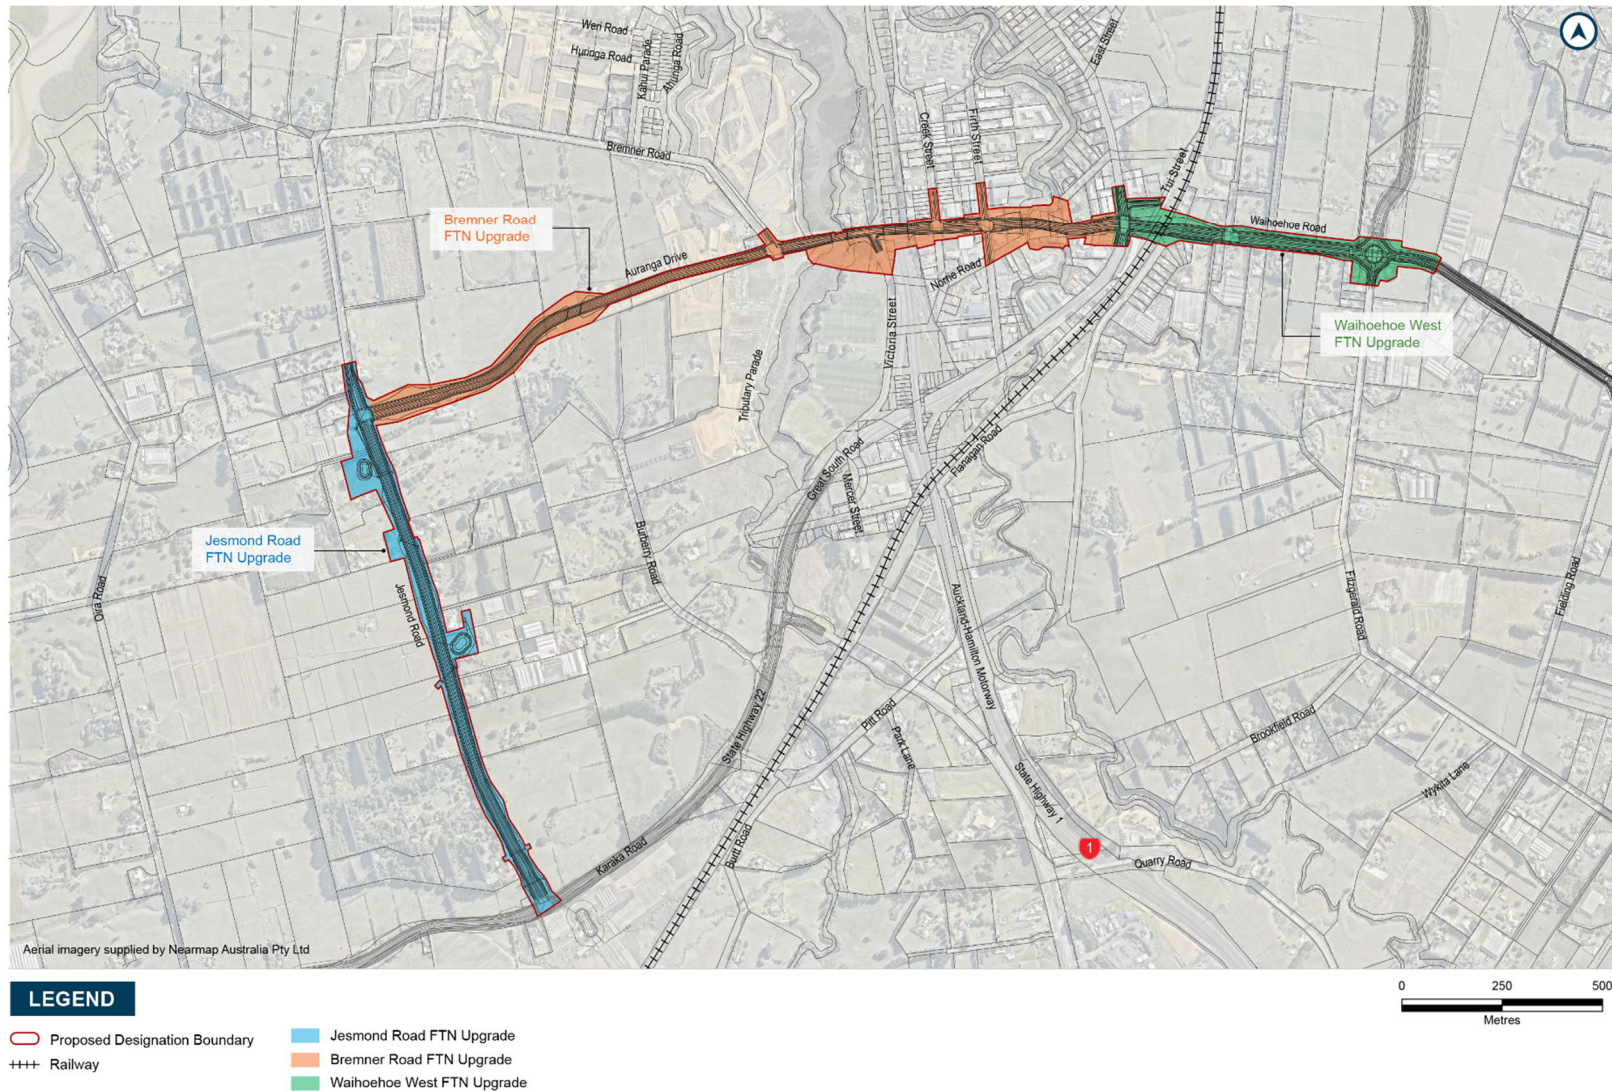 Weri Road
Huringa Road
Kahui Parade
Ahunga Road
East Street
Bremner Road
Creek Street
Firth Street
Tui Street
Bremner Road
FTN Upgrade
Waihoehoe Road
Auranga Drive
Norrie Road
Victoria Street
Waihoehoe West
FTN Upgrade
Tributary Parade
Great South Road
Flanagan Road
Mercer Street
Jesmond Road
FTN Upgrade
Burberry Road
Oira Road
Jesmond Road
Auckland-Hamilton Motorway
Fitzgerald Road
Fielding Road
State Highway 22
Pitt Road
Park Lane
Brookfield Road
State Highway 1
Wykita Lane
1
Karaka Road
Burtt Road
Quarry Road
Aerial imagery supplied by Nearmap Australia Pty Ltd
LEGEND
Proposed Designation Boundary
Railway
Jesmond Road FTN Upgrade
Bremner Road FTN Upgrade
Waihoehoe West FTN Upgrade
0 250 500
Metres